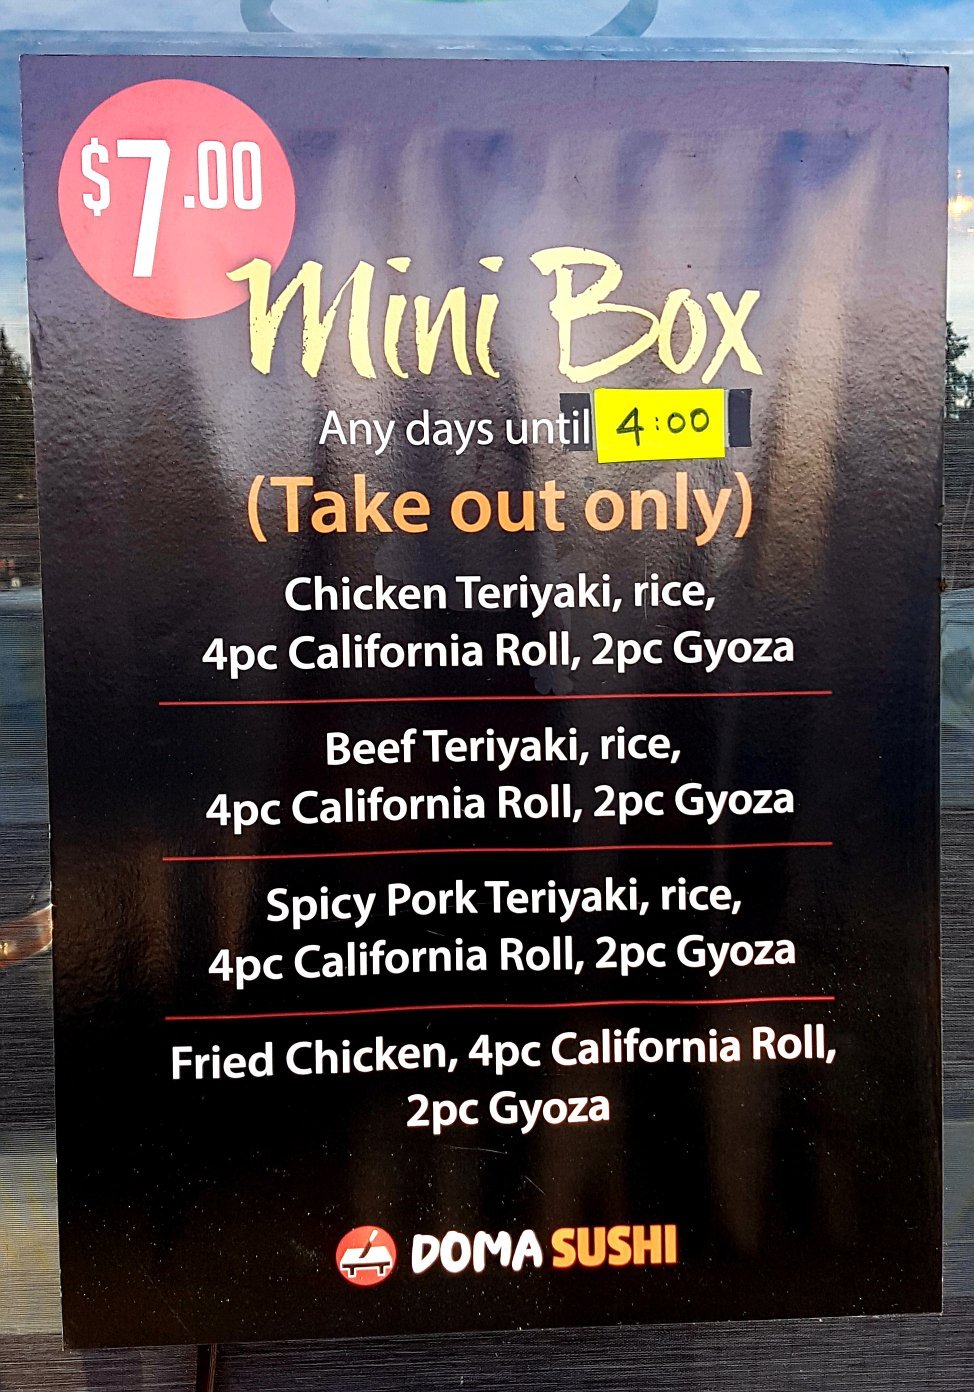 $7.00
Mini Box
Any days until 4:00
(Take out only)
Chicken Teriyaki, rice,
4pc California Roll, 2pc Gyoza
Beef Teriyaki, rice,
4pc California Roll, 2pc Gyoza
Spicy Pork Teriyaki, rice,
4pc California Roll, 2pc Gyoza
Fried Chicken, 4pc California Roll,
2pc Gyoza
DOMA SUSHI